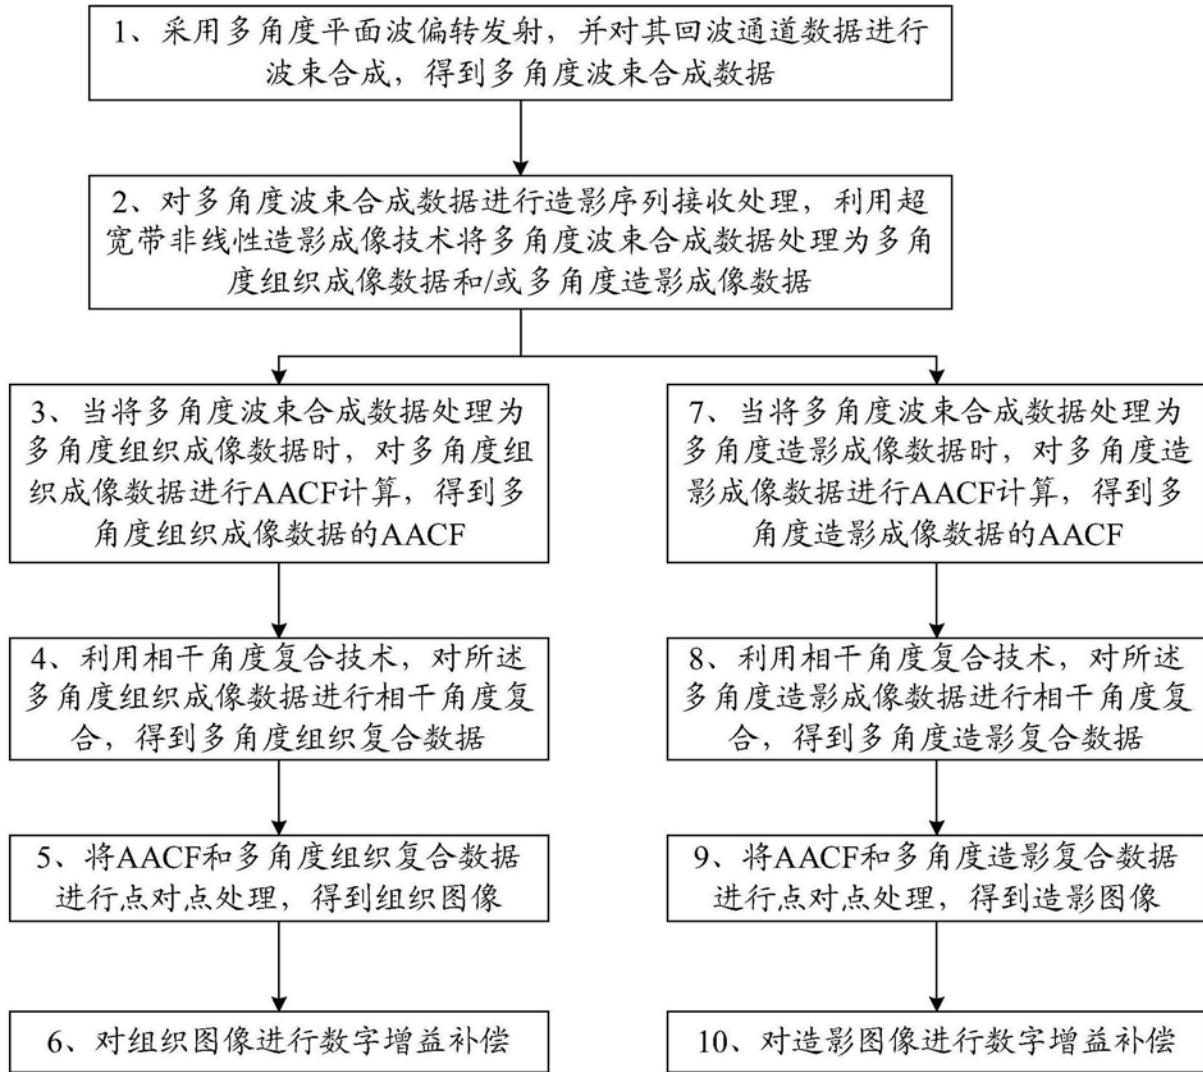 1、采用多角度平面波偏转发射，并对其回波通道数据进行
波束合成，得到多角度波束合成数据
2、对多角度波束合成数据进行造影序列接收处理，利用超
宽带非线性造影成像技术将多角度波束合成数据处理为多角
度组织成像数据和/或多角度造影成像数据
3、当将多角度波束合成数据处理为
多角度组织成像数据时，对多角度组
织成像数据进行AACF计算，得到多
角度组织成像数据的AACF
4、利用相干角度复合技术，对所述
多角度组织成像数据进行相干角度复
合，得到多角度组织复合数据
5、将AACF和多角度组织复合数据
进行点对点处理，得到组织图像
6、对组织图像进行数字增益补偿
7、当将多角度波束合成数据处理为
多角度造影成像数据时，对多角度造
影成像数据进行AACF计算，得到多
角度造影成像数据的AACF
8、利用相干角度复合技术，对所述
多角度造影成像数据进行相干角度复
合，得到多角度造影复合数据
9、将AACF和多角度造影复合数据
进行点对点处理，得到造影图像
10、对造影图像进行数字增益补偿